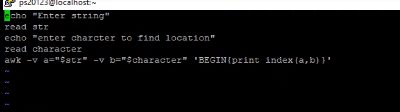 ps20123@localhost:~
echo "Enter string"
read str
echo "enter charcter to find location"
read character
awk -v a="$str" -v b="$character" 'BEGIN{print index(a,b)}'
~
~
~
~